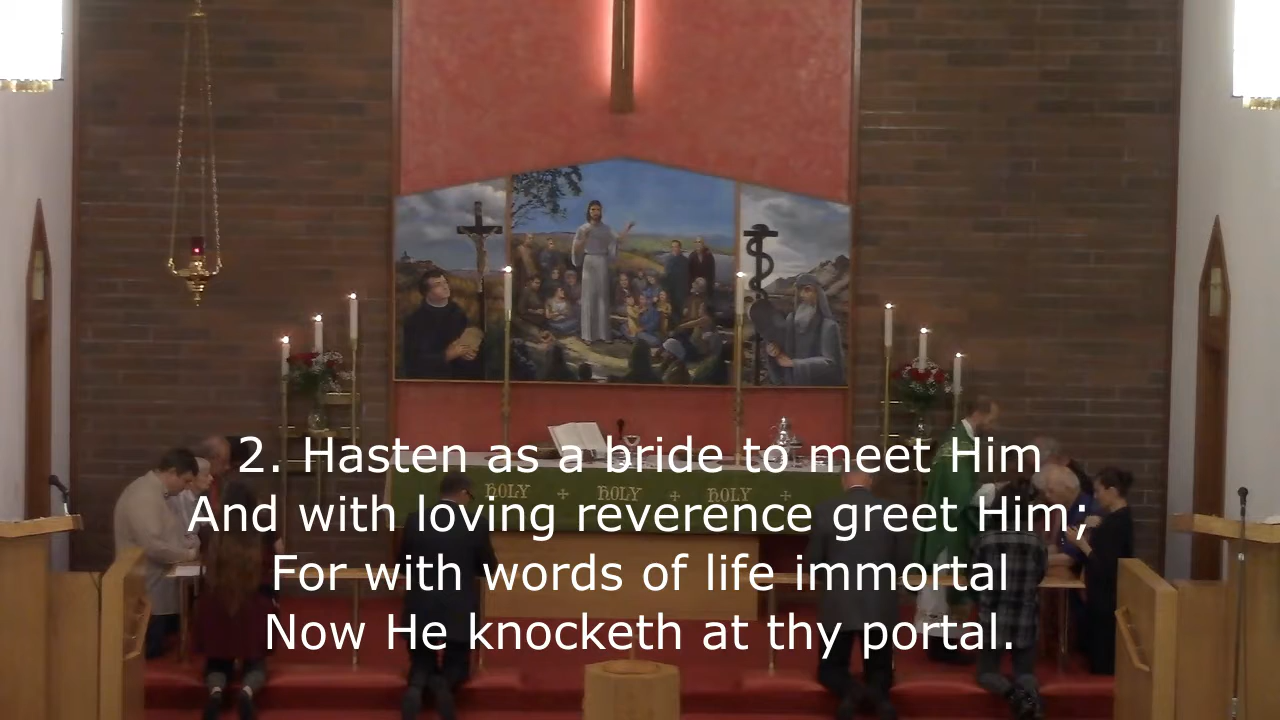 HOLY + HOLY + HOLY +
2. Hasten as a bride to meet Him
And with loving reverence greet Him;
For with words of life immortal
Now He knocketh at thy portal.